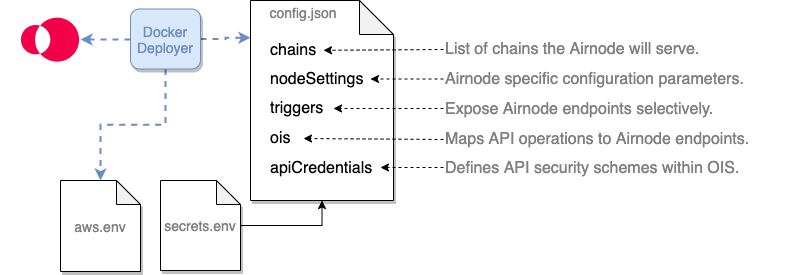 config.json
Docker
Deployer
chains
List of chains the Airnode will serve.
nodeSettings
Airnode specific configuration parameters.
triggers
Expose Airnode endpoints selectively.
ois
Maps API operations to Airnode endpoints.
apiCredentials
Defines API security schemes within OIS.
aws.env
secrets.env